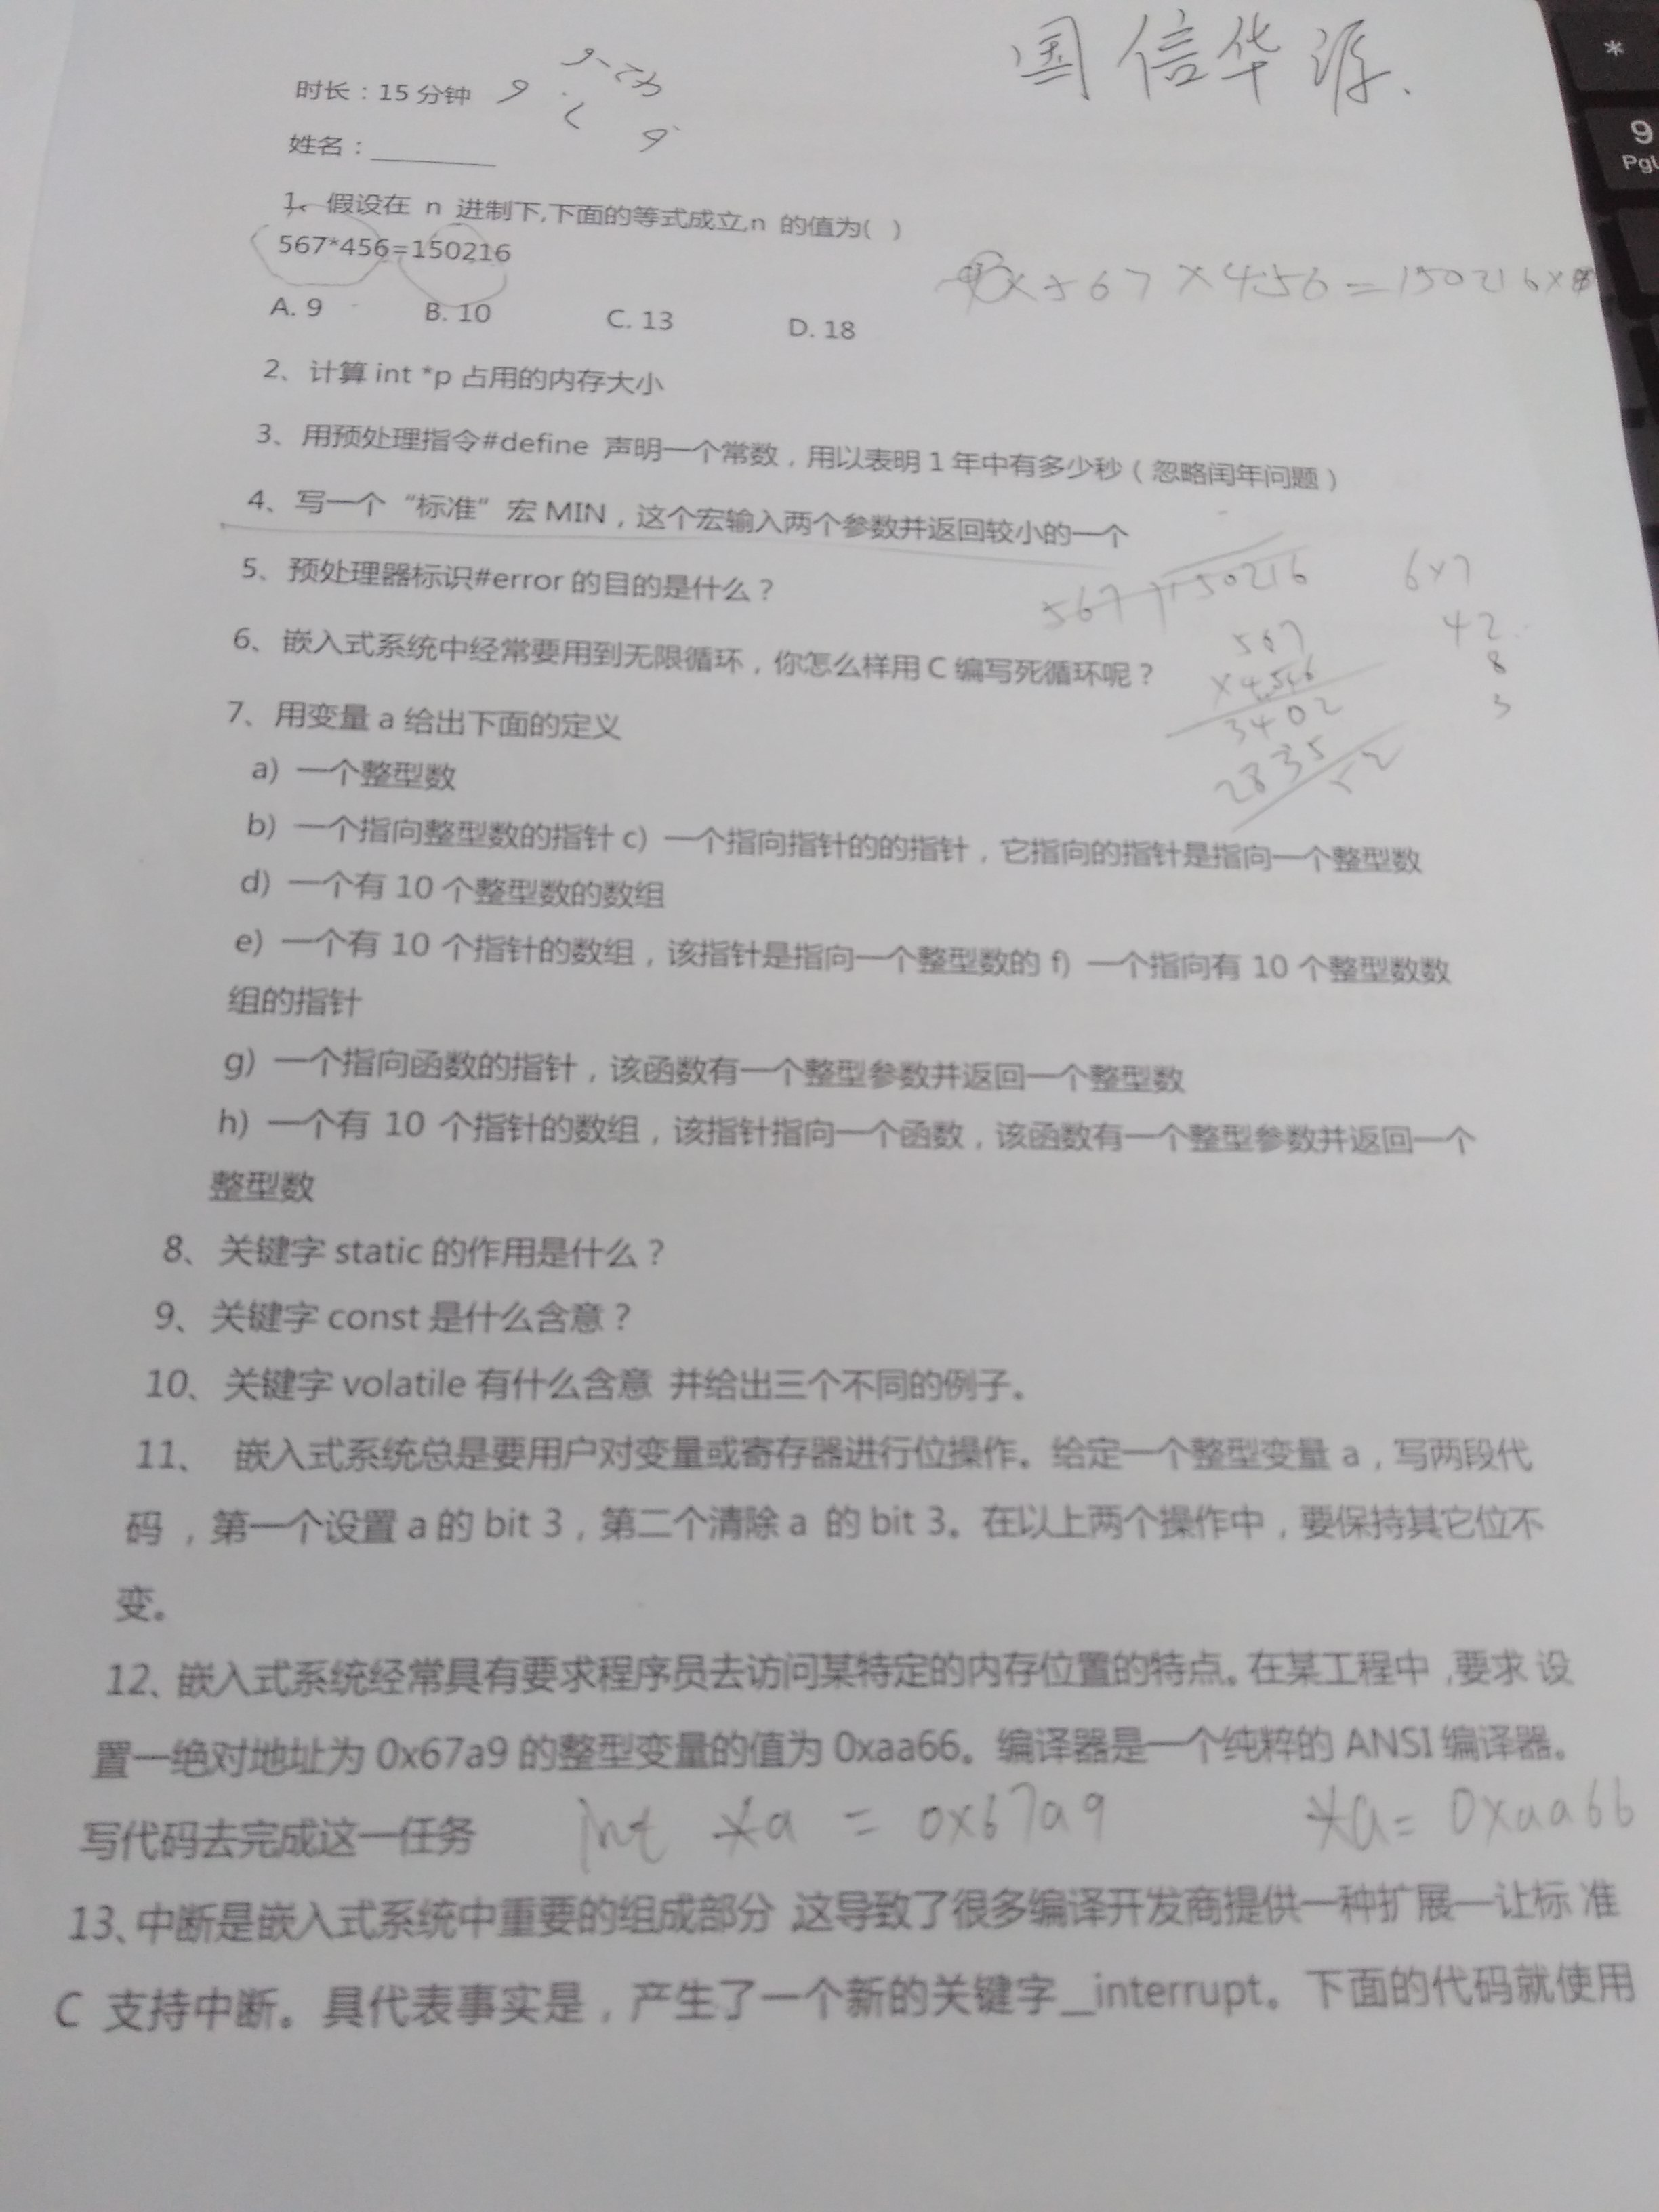 国信华源.
时长：15 分钟
姓名：________
1、假设在 n 进制下,下面的等式成立,n 的值为( )
567*456=150216
A. 9 B. 10 C. 13 D. 18
2、计算 int *p 占用的内存大小
3、用预处理指令#define 声明一个常数，用以表明 1 年中有多少秒（忽略闰年问题）
4、写一个“标准”宏 MIN，这个宏输入两个参数并返回较小的一个
5、预处理器标识#error 的目的是什么？
6、嵌入式系统中经常要用到无限循环，你怎么样用 C 编写死循环呢？
7、用变量 a 给出下面的定义
a) 一个整型数
b) 一个指向整型数的指针 c) 一个指向指针的的指针，它指向的指针是指向一个整型数
d) 一个有 10 个整型数的数组
e) 一个有 10 个指针的数组，该指针是指向一个整型数的 f) 一个指向有 10 个整型数数
组的指针
g) 一个指向函数的指针，该函数有一个整型参数并返回一个整型数
h) 一个有 10 个指针的数组，该指针指向一个函数，该函数有一个整型参数并返回一个
整型数
8、关键字 static 的作用是什么？
9、关键字 const 是什么含意？
10、关键字 volatile 有什么含意 并给出三个不同的例子。
11、 嵌入式系统总是要用户对变量或寄存器进行位操作。给定一个整型变量 a，写两段代
码 ，第一个设置 a 的 bit 3，第二个清除 a 的 bit 3。在以上两个操作中，要保持其它位不
变。
12、嵌入式系统经常具有要求程序员去访问某特定的内存位置的特点。在某工程中 ,要求 设
置一绝对地址为 0x67a9 的整型变量的值为 0xaa66。编译器是一个纯粹的 ANSI 编译器。
写代码去完成这一任务 int *a = 0x67a9 *a= 0xaa66
13、中断是嵌入式系统中重要的组成部分 这导致了很多编译开发商提供一种扩展—让标 准
C 支持中断。具代表事实是，产生了一个新的关键字__interrupt。下面的代码就使用
x567×456=150216×
567 150216
6×7
42
8
3
567
×456
3402
2835